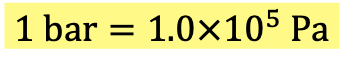 1 bar = 1.0×10⁵ Pa